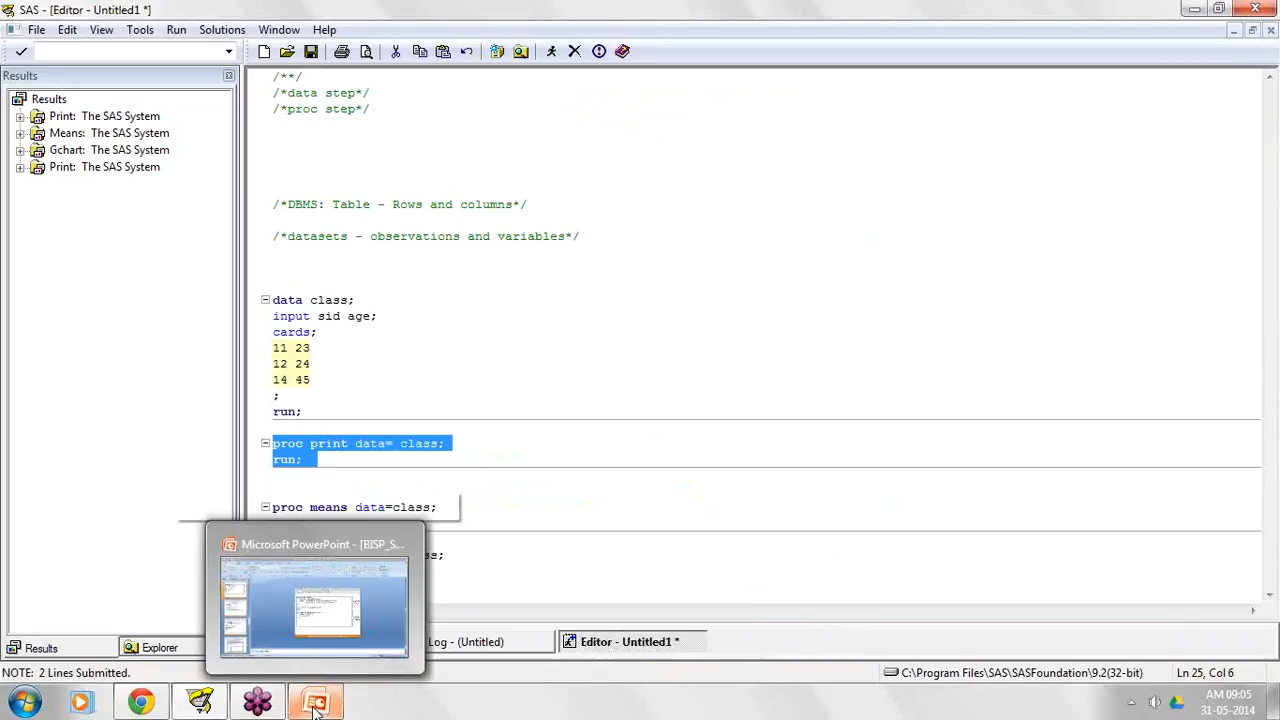 SAS - [Editor - Untitled1 *]
File Edit View Tools Run Solutions Window Help
Results
Results
Print: The SAS System
Means: The SAS System
Gchart: The SAS System
Print: The SAS System
/**/
/*data step*/
/*proc step*/
/*DBMS: Table - Rows and columns*/
/*datasets - observations and variables*/
data class;
input sid age;
cards;
11 23
12 24
14 45
;
run;
proc print data= class;
run;
proc means data=class;
ss;
Microsoft PowerPoint - [BISP_S...
Results
Explorer
Log - (Untitled)
Editor - Untitled1 *
NOTE: 2 Lines Submitted.
C:\Program Files\SAS\SASFoundation\9.2(32-bit)
Ln 25, Col 6
AM 09:05
31-05-2014